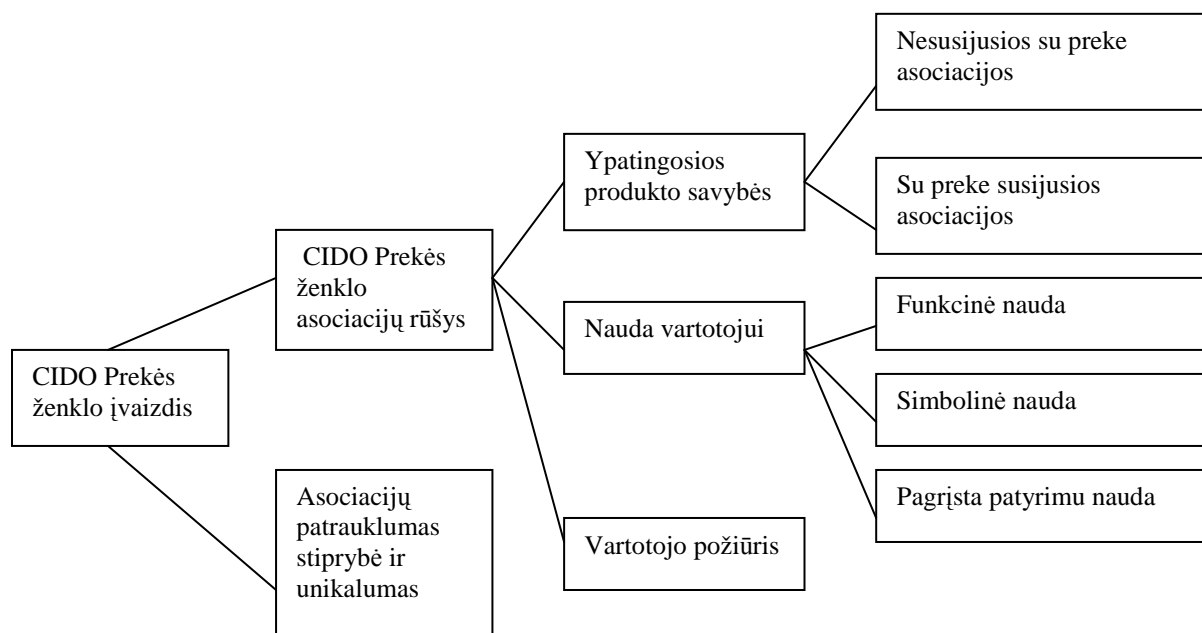 Nesusijusios su preke
asociacijos
Ypatingosios
produkto savybės
Su preke susijusios
asociacijos
CIDO Prekės
ženklo
asociacijų rūšys
Funkcinė nauda
Nauda vartotojui
CIDO Prekės
ženklo įvaizdis
Simbolinė nauda
Asociacijų
patrauklumas
stiprybė ir
unikalumas
Pagrįsta patyrimu nauda
Vartotojo požiūris